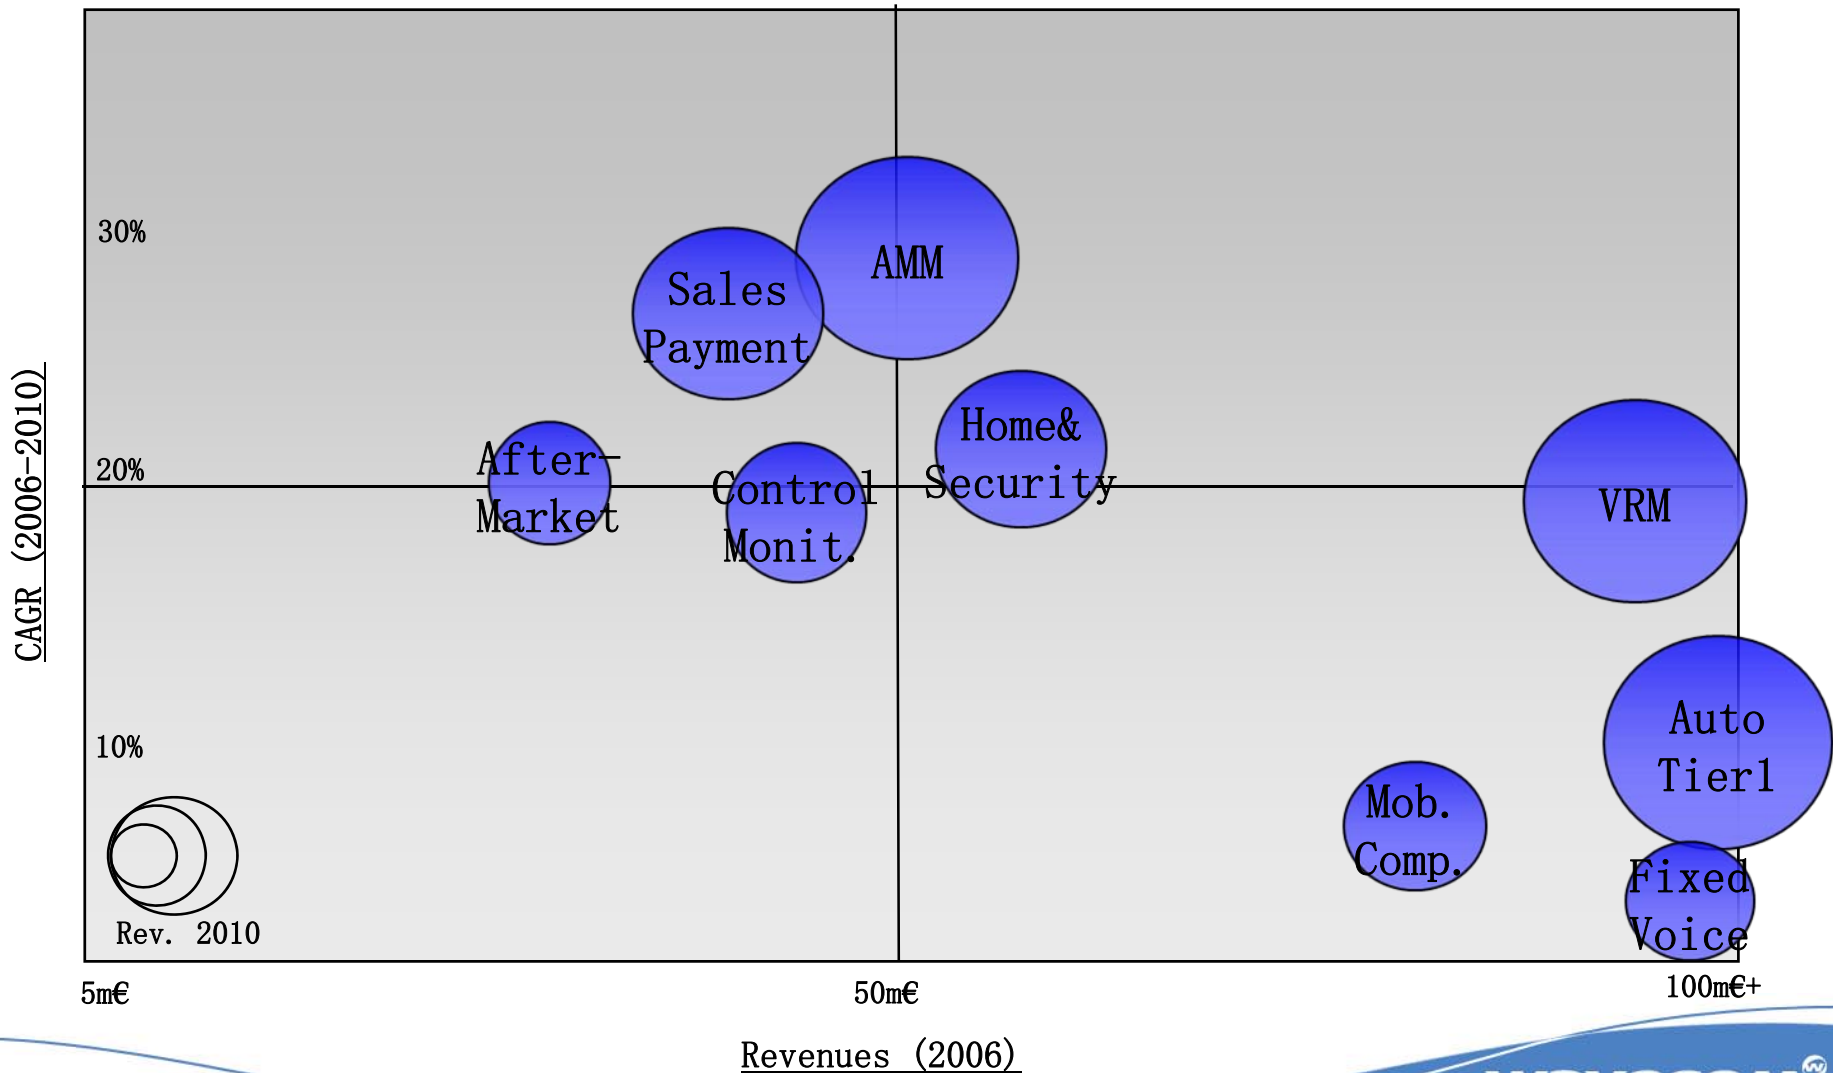 30%
AMM
Sales
Payment
Home&
Security
After-
Market
20%
Control
Monit.
VRM
CAGR (2006-2010)
Auto
Tier1
10%
Mob.
Comp.
Fixed
Voice
Rev. 2010
5m€
50m€
100m€+
Revenues (2006)